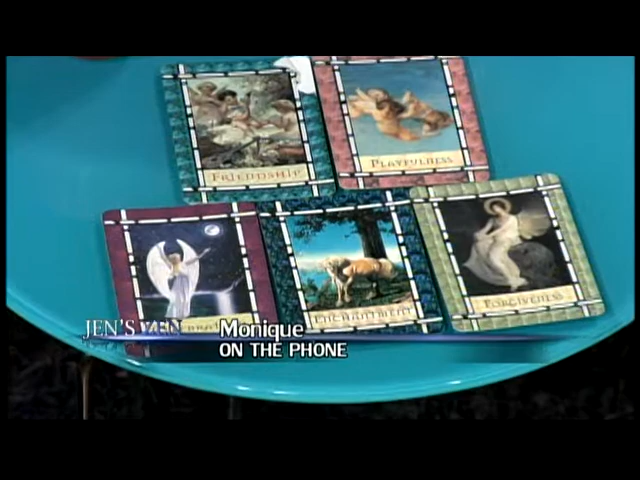 FRIENDSHIP
PLAYFULNESS
ENCHANTMENT
FORGIVENESS
JEN'S ZEN
Monique
ON THE PHONE